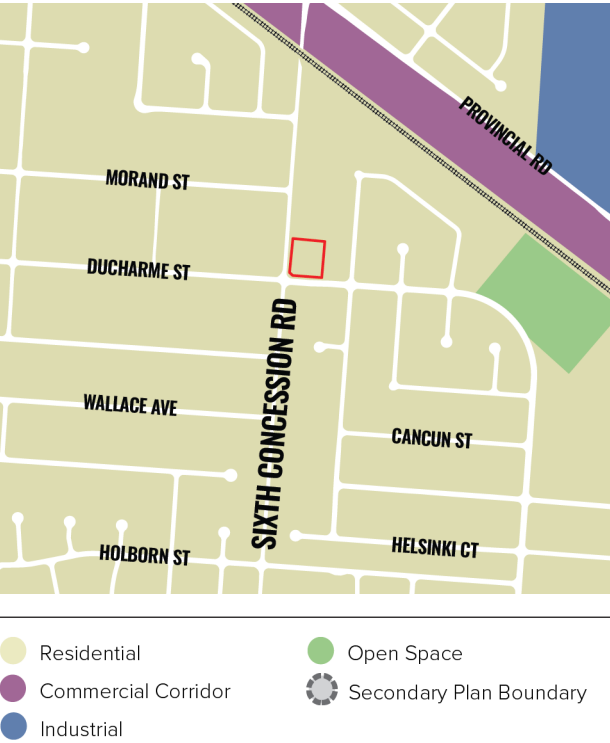 PROVINCIAL RD
MORAND ST
DUCHARME ST
SIXTH CONCESSION RD
WALLACE AVE
CANCUN ST
HOLBORN ST
HELSINKI CT
Residential
Open Space
Commercial Corridor
Secondary Plan Boundary
Industrial